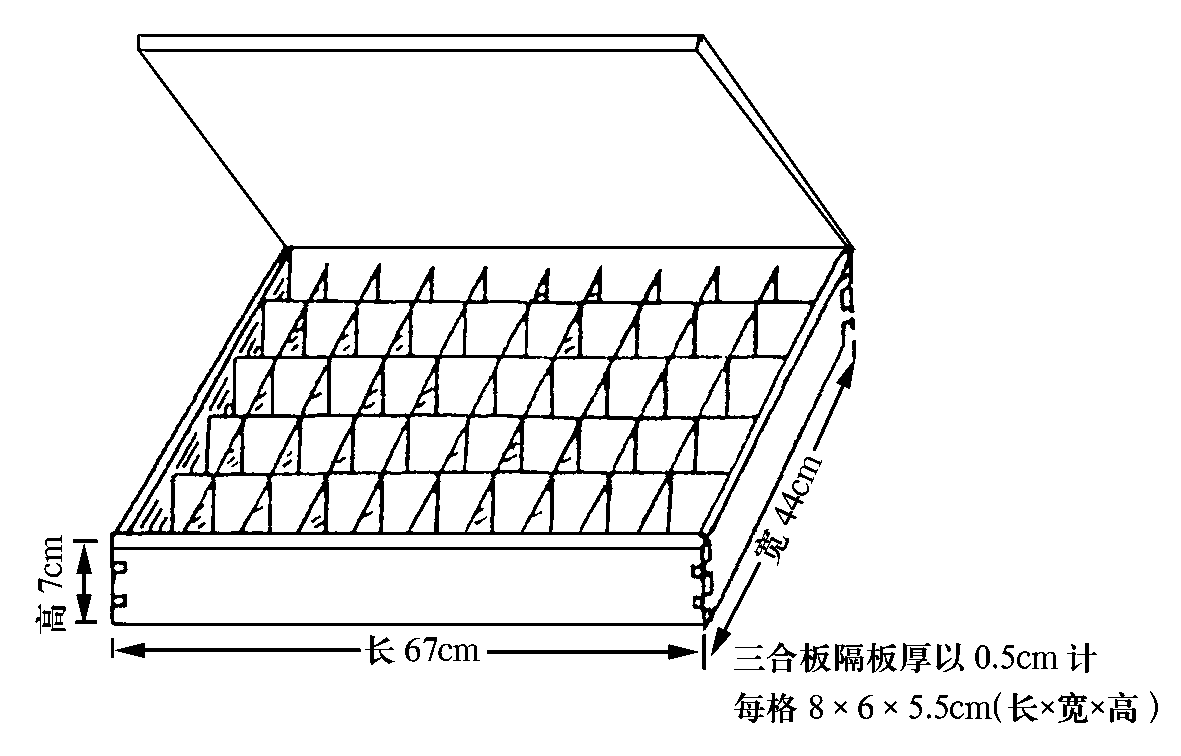 宽 44cm
高 7cm
长 67cm
三合板隔板厚以 0.5cm 计
每格 8 × 6 × 5.5cm(长×宽×高)